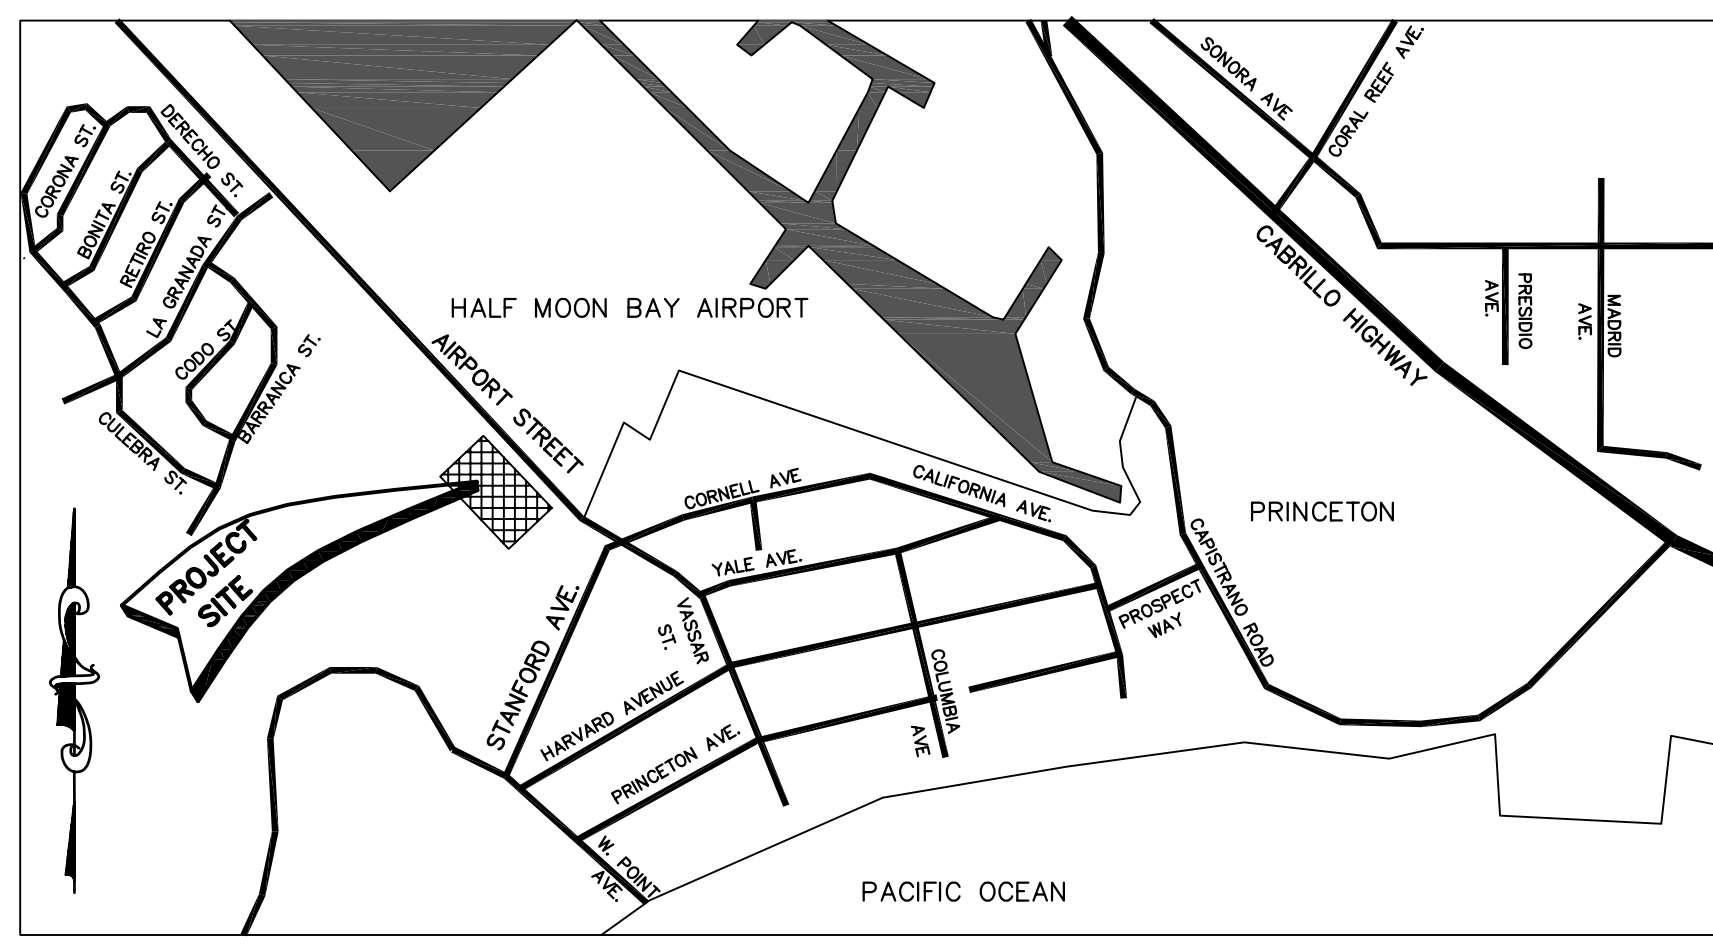 SONORA AVE
CORAL REEF AVE.
DERECHO ST.
CORONA ST.
BONITA ST.
RETIRO ST.
LA GRANADA ST.
CODO ST.
BARRANCA ST.
CULEBRA ST.
HALF MOON BAY AIRPORT
AIRPORT STREET
CABRILLO HIGHWAY
PRESIDIO
AVE.
MADRID
AVE.
CORNELL AVE
CALIFORNIA AVE.
PRINCETON
PROJECT
SITE
YALE AVE.
VASSAR
ST.
STANFORD AVE.
CAPISTRANO ROAD
PROSPECT
WAY
HARVARD AVENUE
COLUMBIA
AVE
PRINCETON AVE.
W. POINT
AVE.
PACIFIC OCEAN